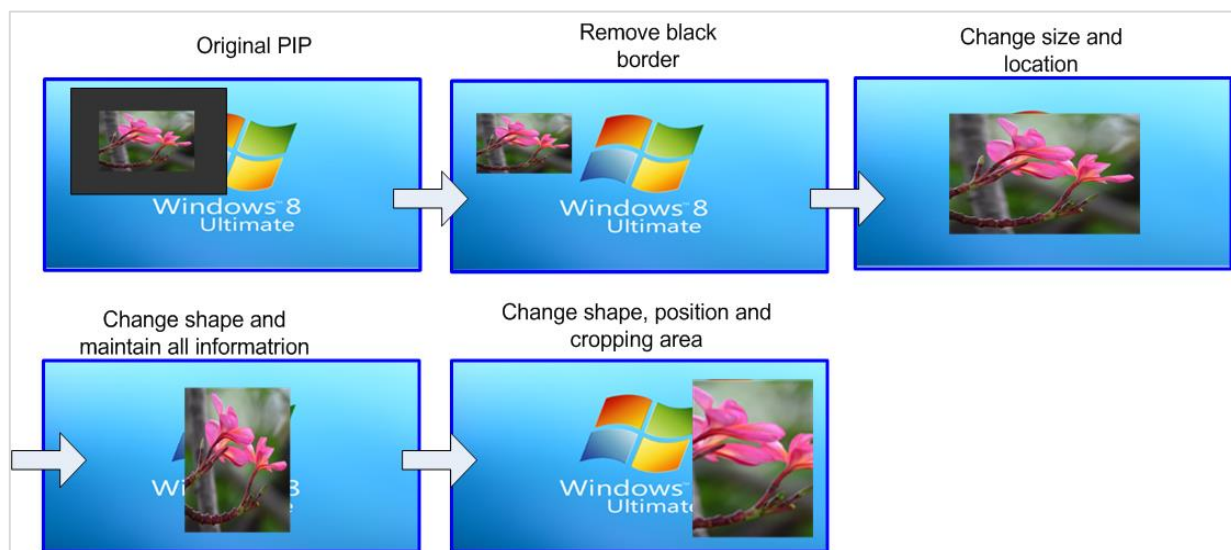 Original PIP
Remove black
border
Change size and
location
Windows 8
Ultimate
Windows 8
Ultimate
Change shape and
maintain all informatrion
Change shape, position and
cropping area
Windows
Ultimate